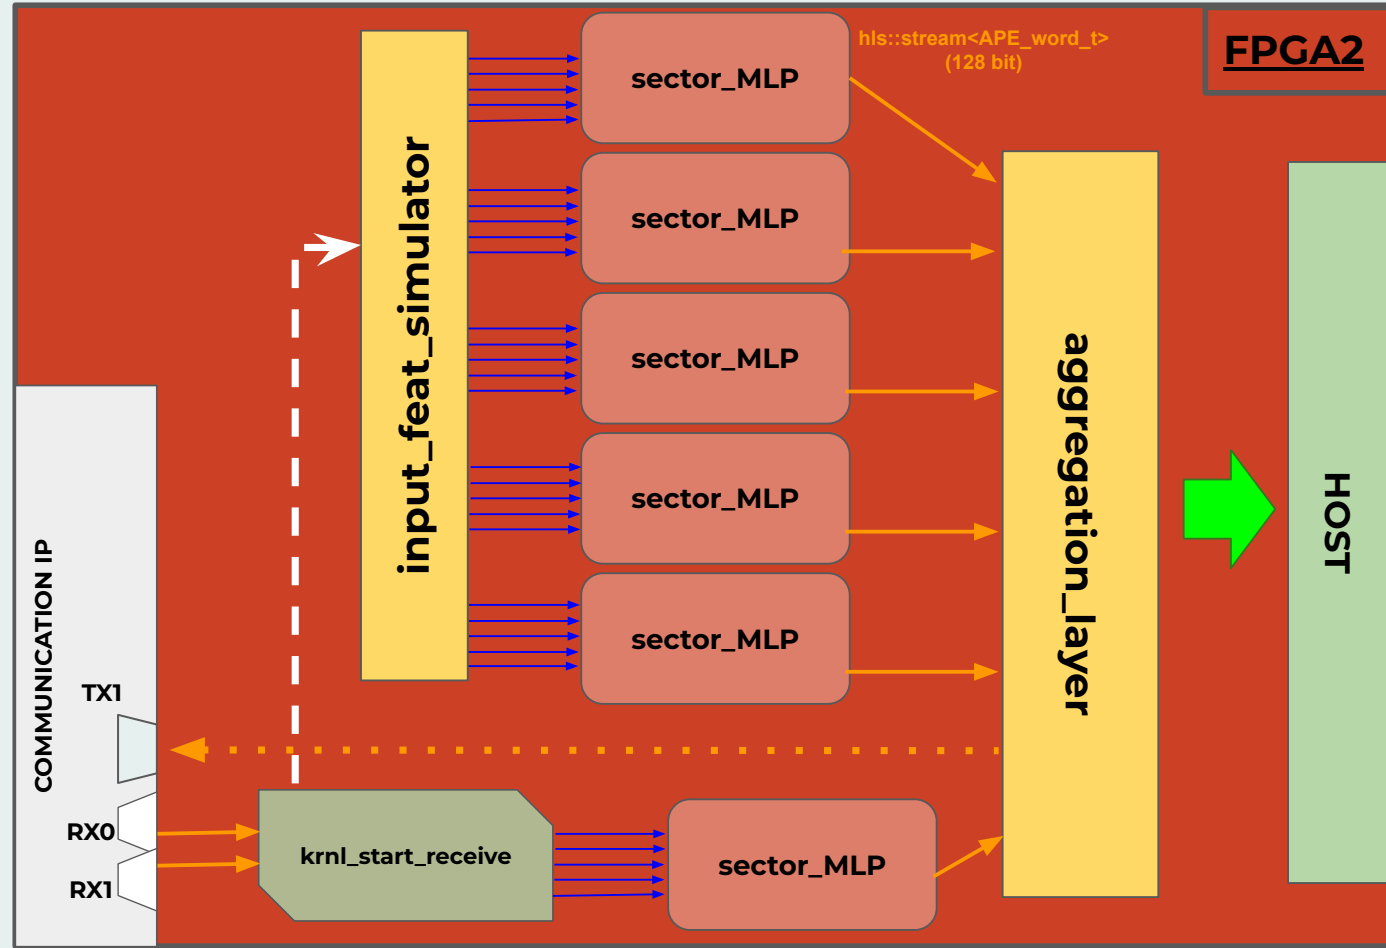 hls::stream<APE_word_t>
(128 bit)
FPGA2
sector_MLP
sector_MLP
sector_MLP
sector_MLP
sector_MLP
input_feat_simulator
aggregation_layer
HOST
COMMUNICATION IP
TX1
RX0
RX1
krnl_start_receive
sector_MLP